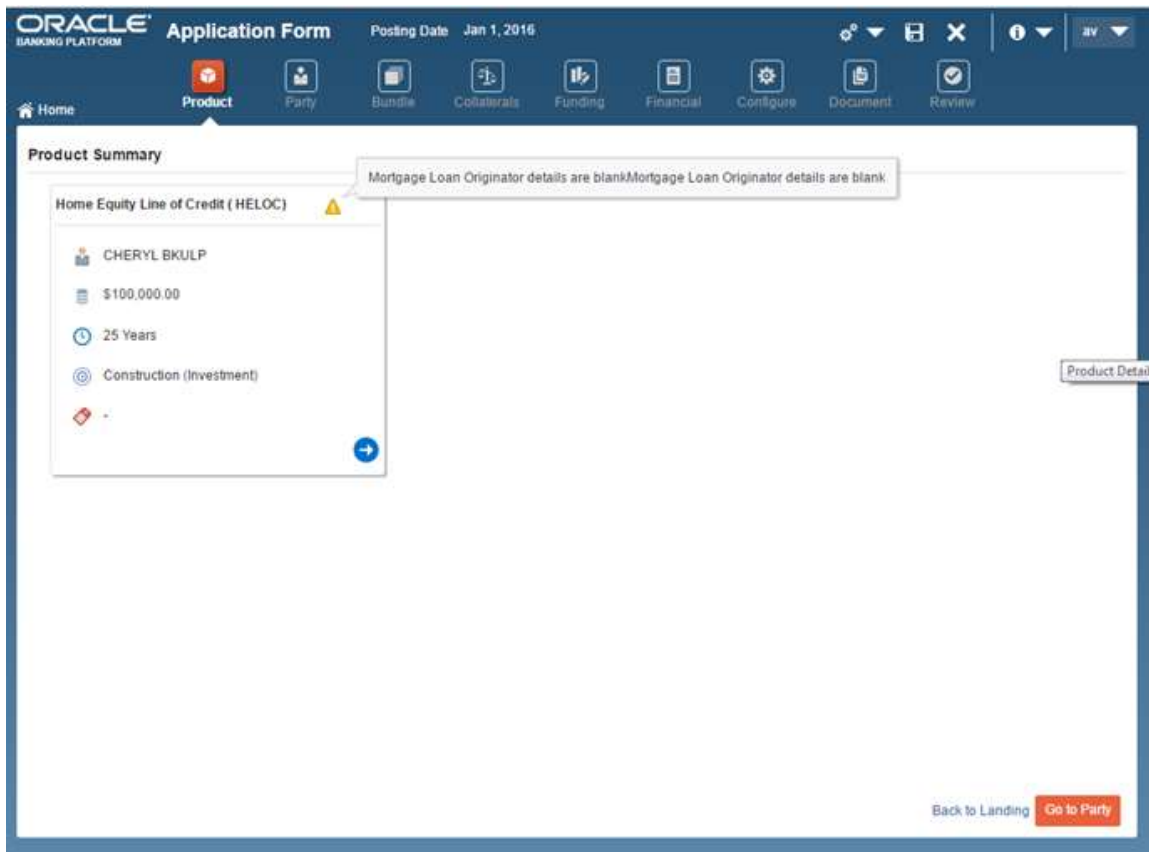 ORACLE
BANKING PLATFORM
Application Form Posting Date Jan 1, 2016 av
Home Product Party Bundle Collaterals Funding Financial Configure Document Review
Product Summary
Mortgage Loan Originator details are blankMortgage Loan Originator details are blank
Home Equity Line of Credit ( HELOC)
CHERYL BKULP
$100,000.00
25 Years
Construction (Investment)
Product Detail
-
Back to Landing Go to Party